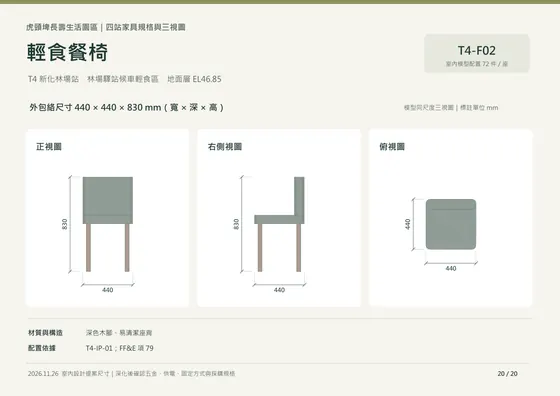 虎頭埤長壽生活園區｜四站家具規格與三視圖
輕食餐椅
T4-F02
室內模型配置 72 件 / 座
T4 新化林場站　林場驛站候車輕食區　地面層 EL46.85
外包絡尺寸 440 × 440 × 830 mm（寬 × 深 × 高）
模型同尺度三視圖｜標註單位 mm
正視圖
右側視圖
俯視圖
830
440
830
440
440
440
材質與構造　深色木腳、易清潔座背
配置依據　T4-IP-01；FF&E 項 79
2026.11.26 室內設計提案尺寸｜深化後確認五金、供電、固定方式與採購規格
20 / 20